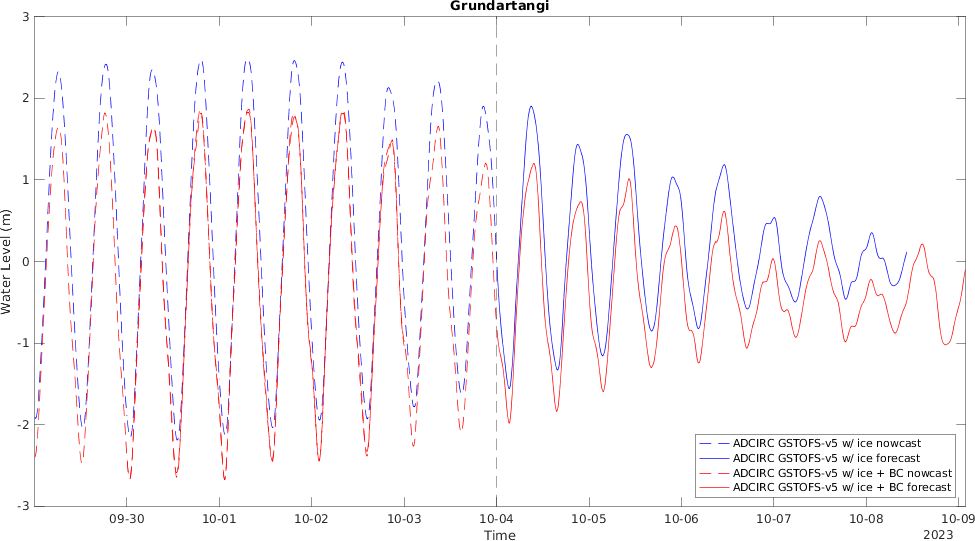 Grundartangi
3
2
1
0
-1
-2
-3
Water Level (m)
ADCIRC GSTOFS-v5 w/ ice nowcast
ADCIRC GSTOFS-v5 w/ ice forecast
ADCIRC GSTOFS-v5 w/ ice + BC nowcast
ADCIRC GSTOFS-v5 w/ ice + BC forecast
09-30 10-01 10-02 10-03 10-04 10-05 10-06 10-07 10-08 10-09
Time
2023